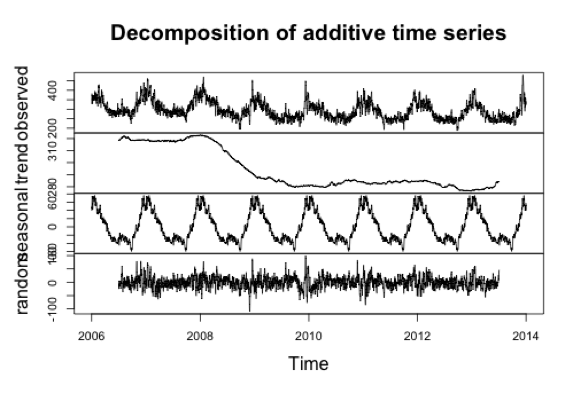 Decomposition of additive time series
observed
400
200
trend
310
280
seasonal
60
0
random
0
-100
2006 2008 2010 2012 2014
Time